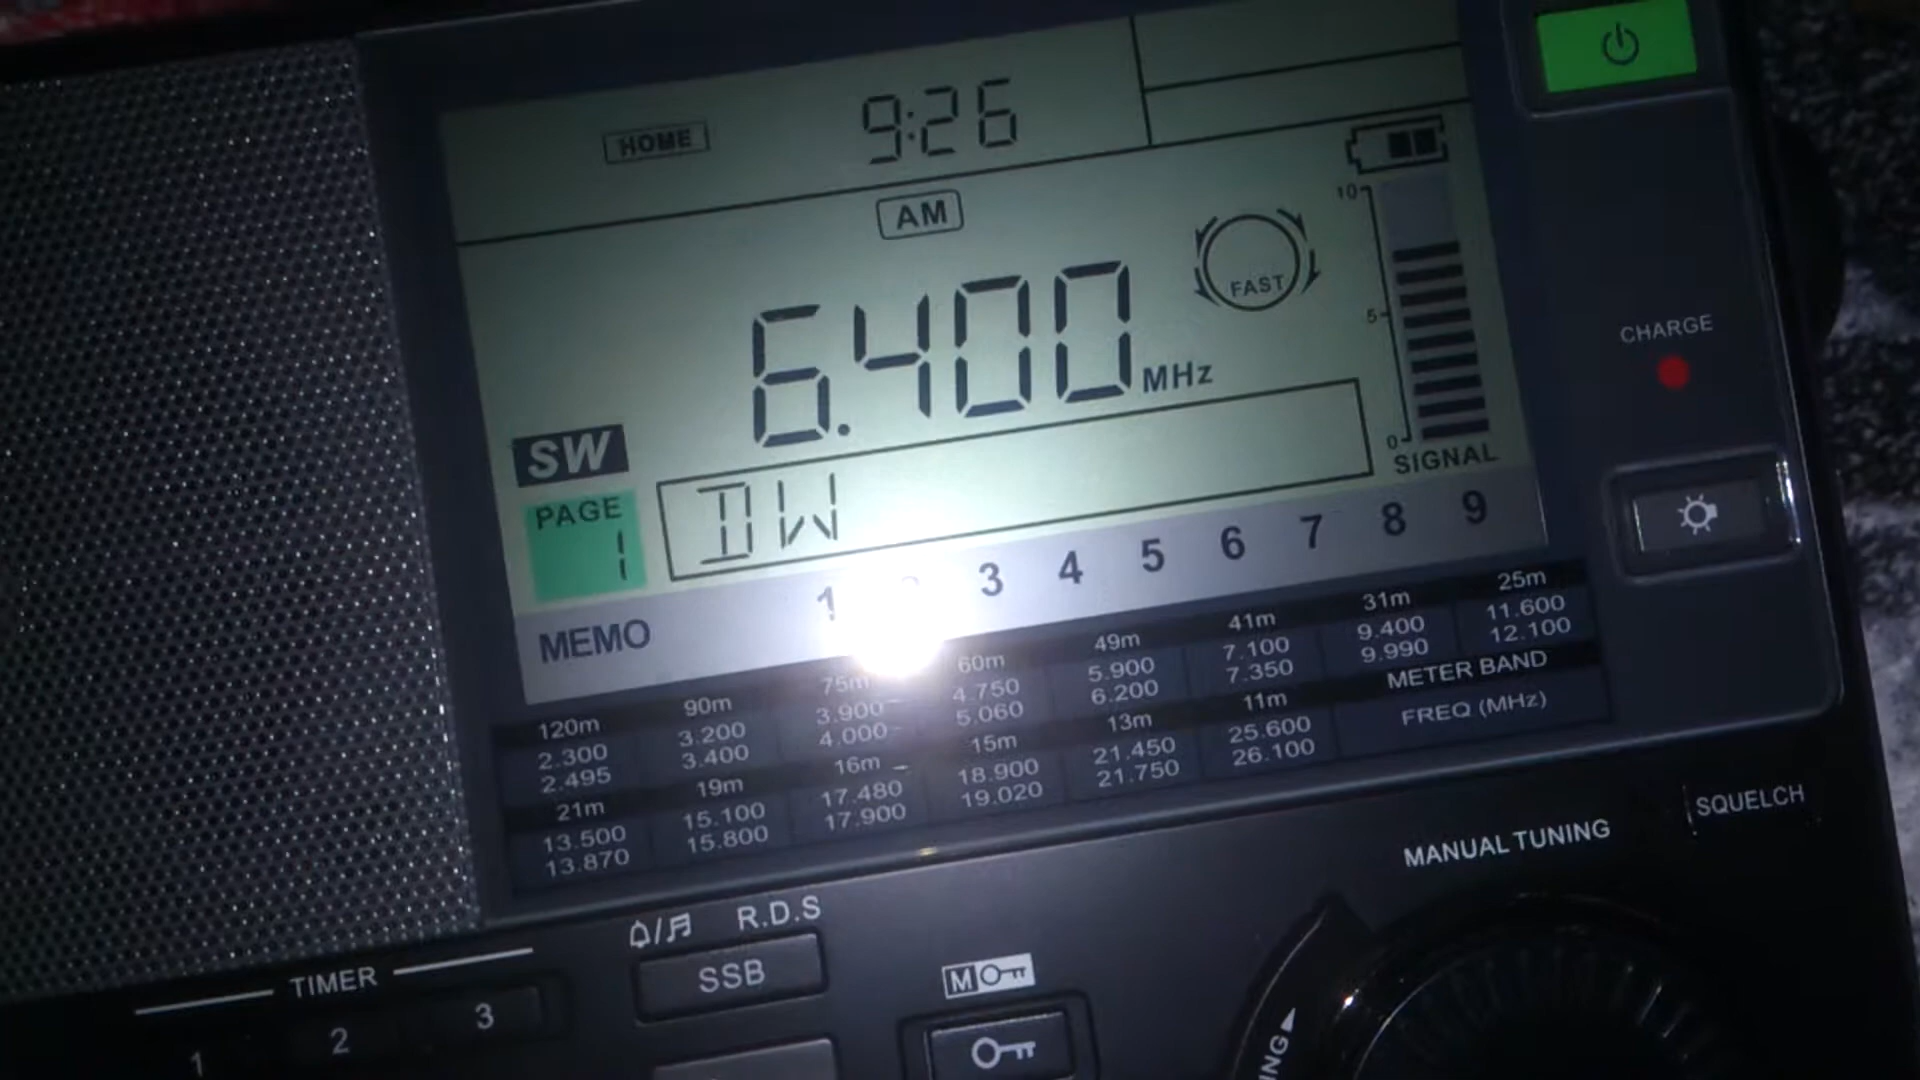 HOME 9:26
AM
10
FAST
6.400 MHz
5
0
SIGNAL
SW
PAGE
1
DW
MEMO 1 3 4 5 6 7 8 9
120m 90m 75m 60m 49m 41m 31m 25m
2.300 3.200 3.900 4.750 5.900 7.100 9.400 11.600
2.495 3.400 4.000 5.060 6.200 7.350 9.990 12.100
21m 19m 16m 15m 13m 11m METER BAND
13.500 15.100 17.480 18.900 21.450 25.600 FREQ (MHz)
13.870 15.800 17.900 19.020 21.750 26.100
CHARGE
SQUELCH
MANUAL TUNING
R.D.S
SSB
M
TIMER
1 2 3